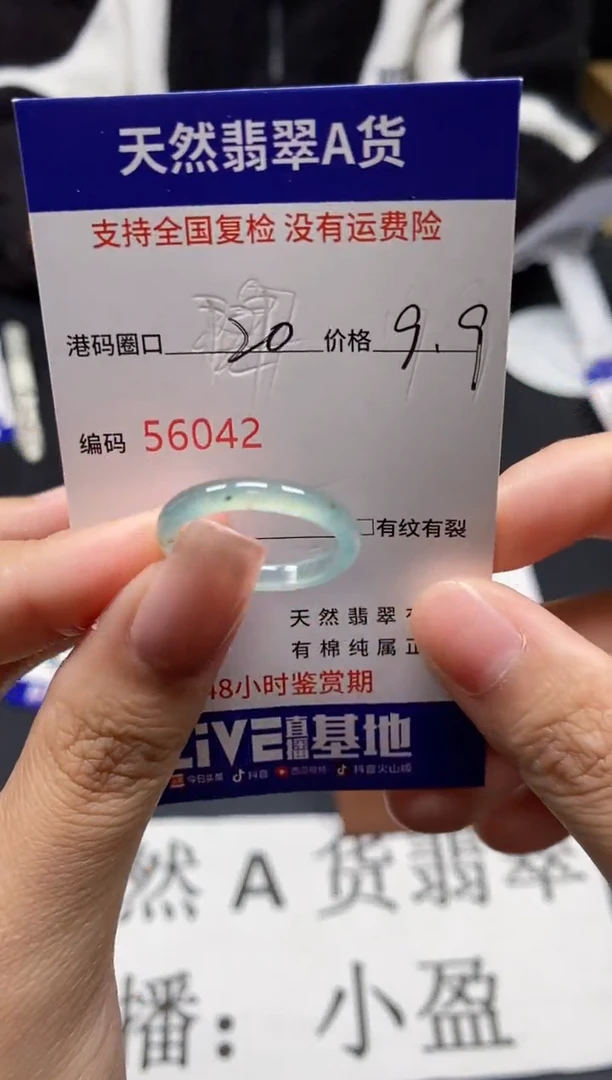 天然翡翠A货
支持全国复检 没有运费险
港码圈口 20 价格 9.9
编码 56042
□有纹有裂
天然翡翠
有棉纯属正
48小时鉴赏期
LiVE直播基地
今日头条 抖音 西瓜视频 抖音火山版
然A货翡翠
播：小盈